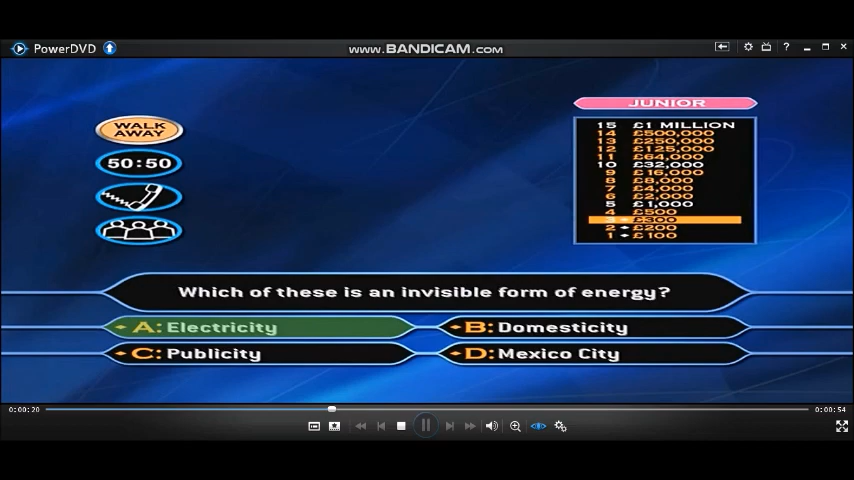 PowerDVD
www.BANDICAM.com
?
WALK
AWAY
50:50
JUNIOR
15 £1 MILLION
14 £500,000
13 £250,000
12 £125,000
11 £64,000
10 £32,000
9 £16,000
8 £8,000
7 £4,000
6 £2,000
5 £1,000
4 £500
3 £300
2 £200
1 £100
Which of these is an invisible form of energy?
A: Electricity
B: Domesticity
C: Publicity
D: Mexico City
0:00:20
0:00:54